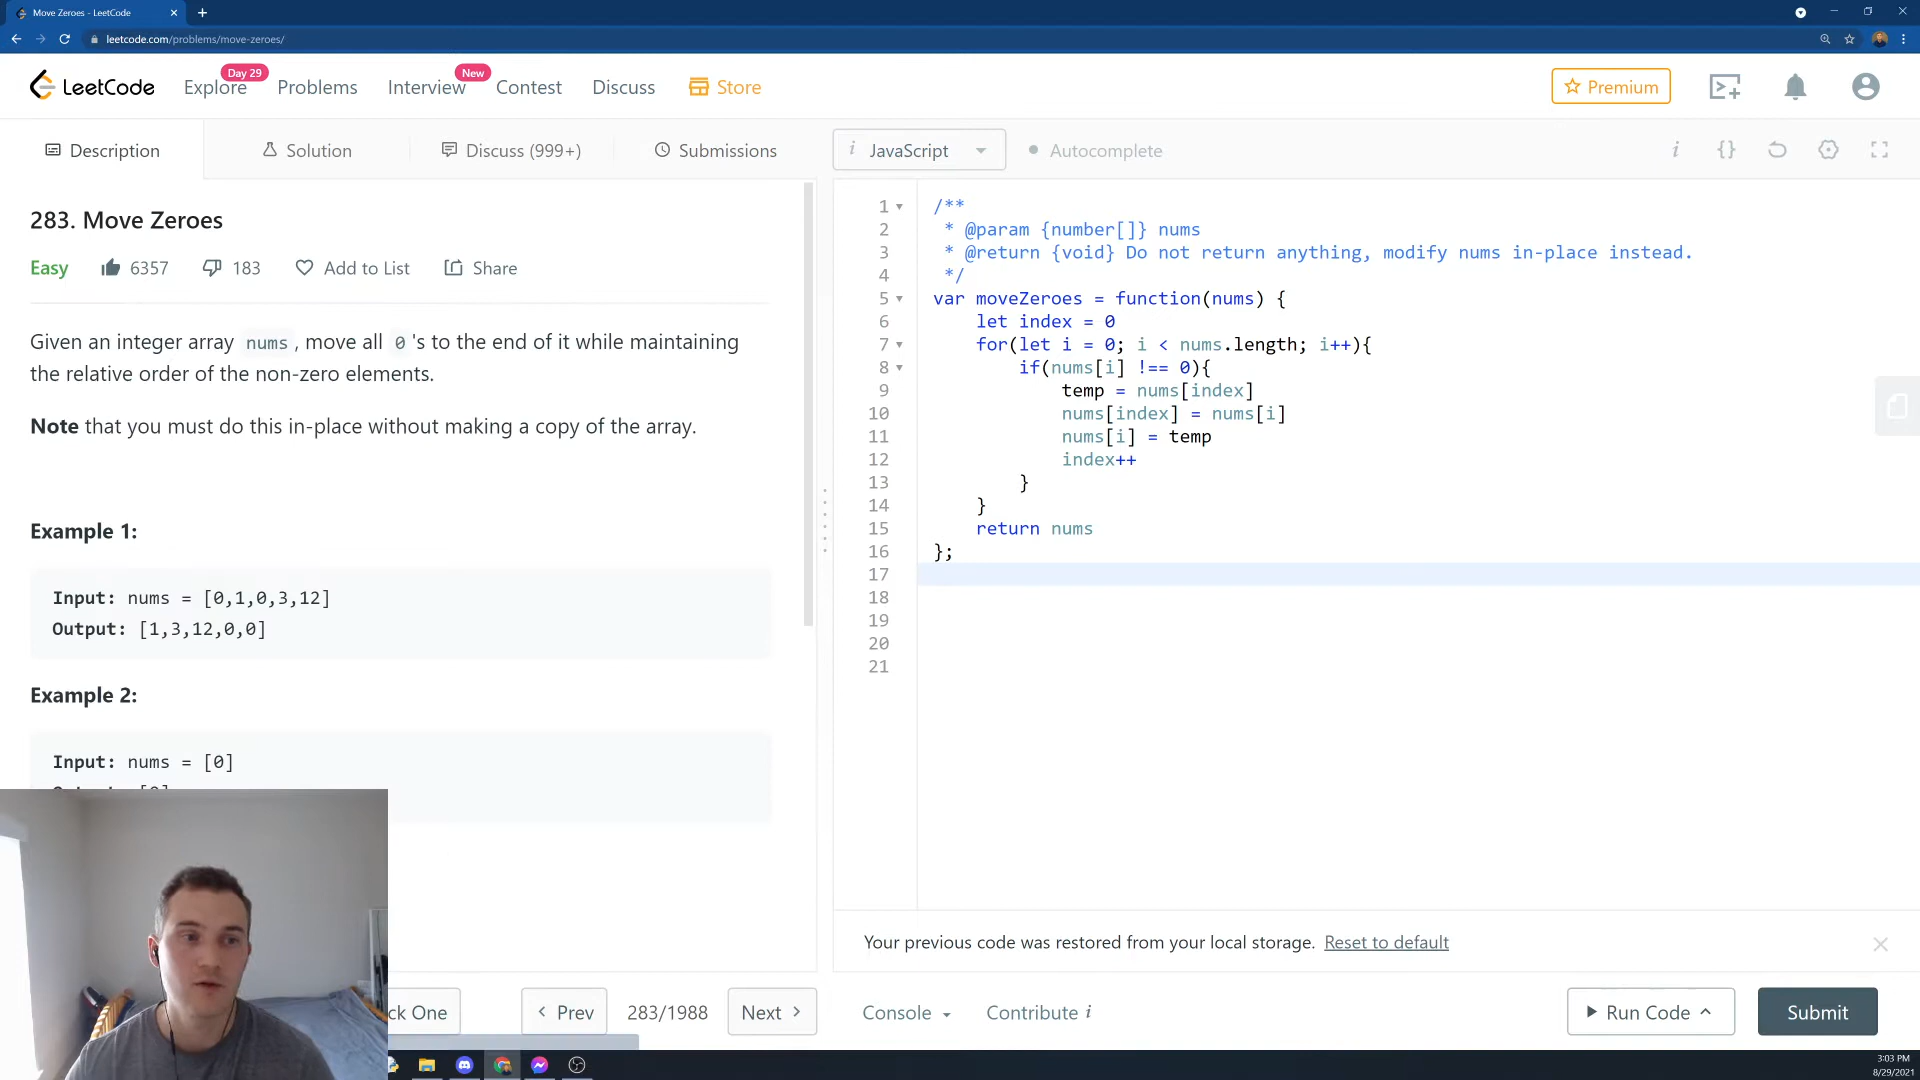 Move Zeroes - LeetCode
leetcode.com/problems/move-zeroes/
LeetCode
Explore
Day 29
Problems
Interview
New
Contest
Discuss
Store
Premium
Description
Solution
Discuss (999+)
Submissions
i JavaScript
Autocomplete
283. Move Zeroes
Easy 6357 183 Add to List Share
Given an integer array nums, move all 0's to the end of it while maintaining
the relative order of the non-zero elements.
Note that you must do this in-place without making a copy of the array.
Example 1:
Input: nums = [0,1,0,3,12]
Output: [1,3,12,0,0]
Example 2:
Input: nums = [0]
1 /**
2 * @param {number[]} nums
3 * @return {void} Do not return anything, modify nums in-place instead.
4 */
5 var moveZeroes = function(nums) {
6 let index = 0
7 for(let i = 0; i < nums.length; i++){
8 if(nums[i] !== 0){
9 temp = nums[index]
10 nums[index] = nums[i]
11 nums[i] = temp
12 index++
13 }
14 }
15 return nums
16 };
17
18
19
20
21
Your previous code was restored from your local storage. Reset to default
ck One
Prev
283/1988
Next
Console
Contribute i
Run Code
Submit
3:03 PM
8/29/2021